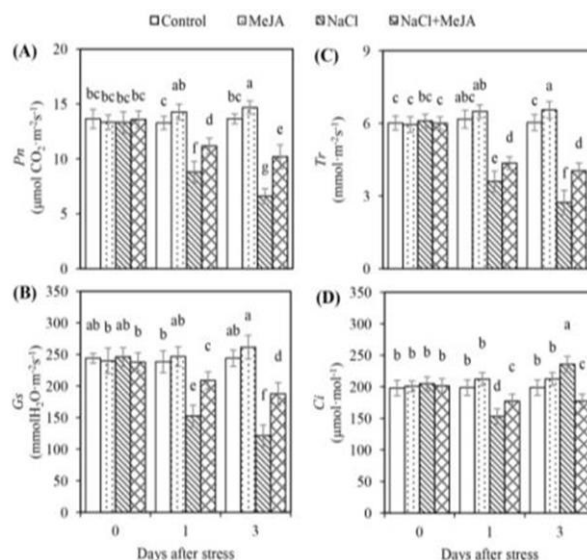 Control MeJA NaCl NaCl+MeJA
(A)
Pn
(μmol CO₂·m⁻²s⁻¹)
20
15
10
5
0
bc bc bc bc c ab f d bc a g e
(C)
Tr
(mmol·m⁻²s⁻¹)
9
6
3
0
c c bc c abc ab e d c a f d
(B)
Gs
(mmolH₂O·m⁻²s⁻¹)
350
300
250
200
150
100
50
0
ab b ab b b ab e c ab a f d
0 1 3
Days after stress
(D)
Ci
(μmol·mol⁻¹)
350
300
250
200
150
100
50
0
b b b b b b d c b b a c
0 1 3
Days after stress